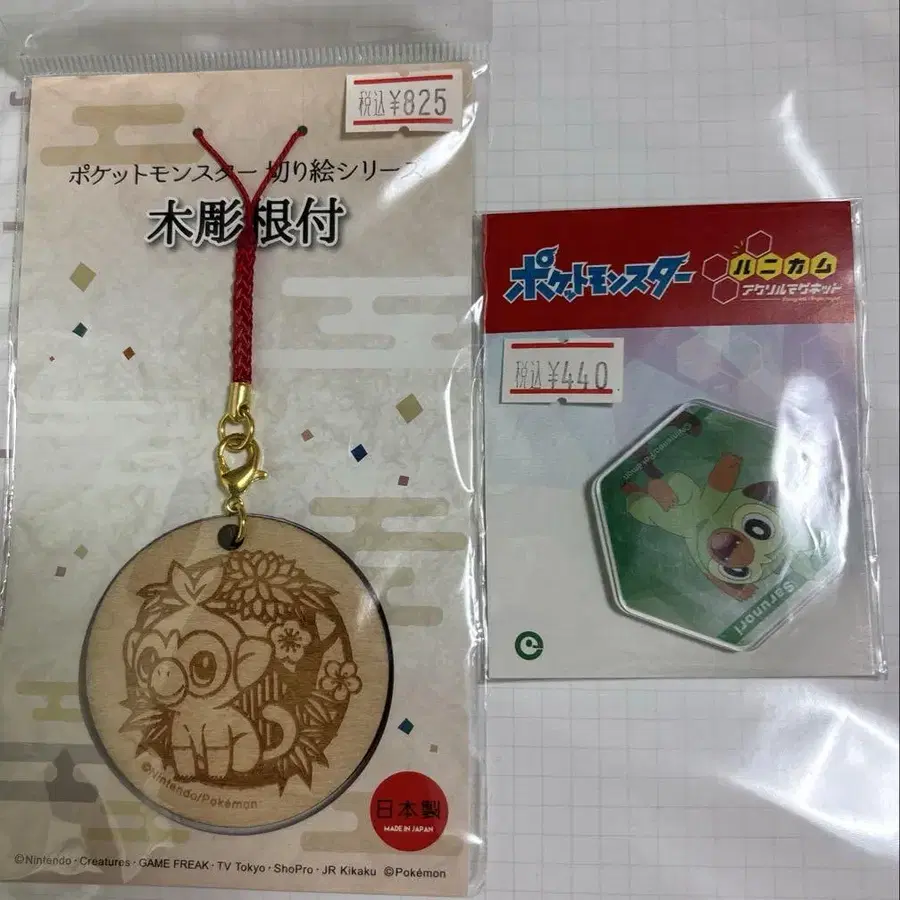 税込¥825
ポケットモンスター 切り絵シリーズ
木彫根付
©Nintendo/Pokémon
日本製
MADE IN JAPAN
©Nintendo・Creatures・GAME FREAK・TV Tokyo・ShoPro・JR Kikaku ©Pokémon
ポケットモンスター
ハニカム
アクリルマグネット
税込¥440
Sarunori